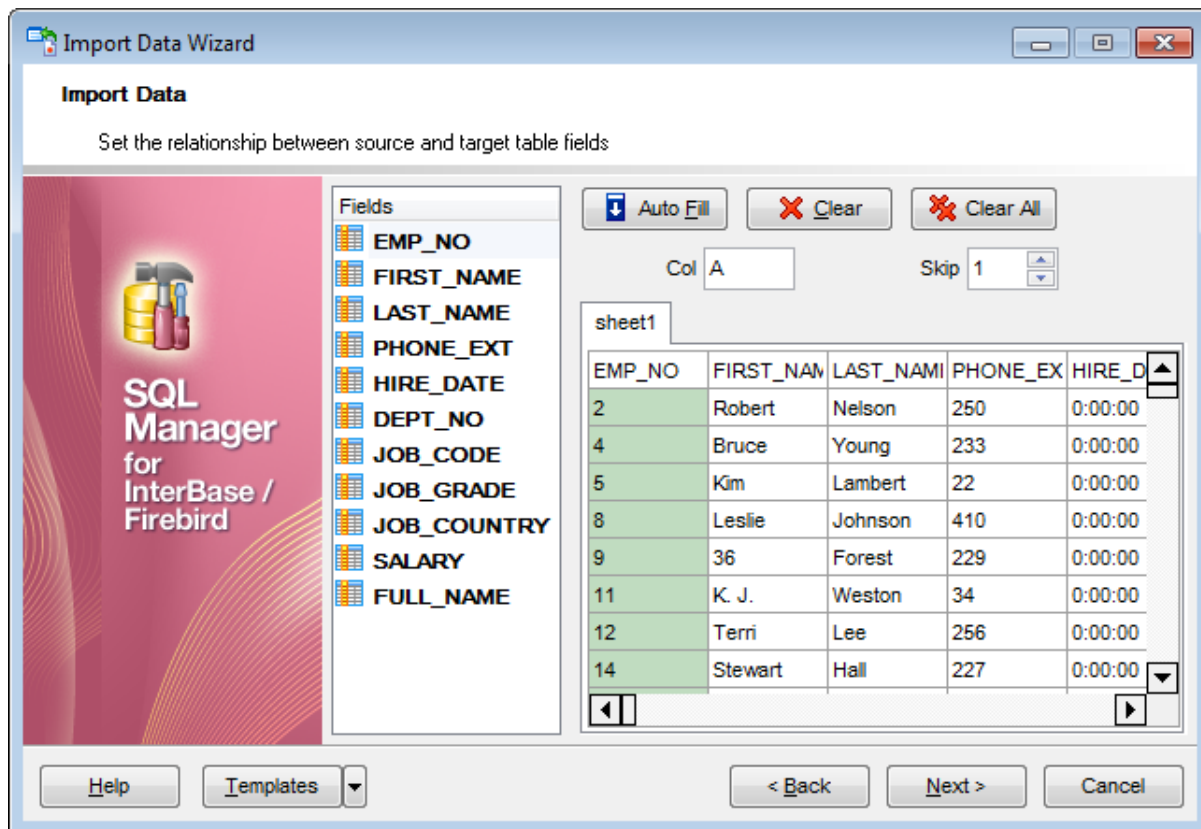 Import Data Wizard
Import Data
Set the relationship between source and target table fields
SQL
Manager
for
InterBase /
Firebird
Fields
EMP_NO
FIRST_NAME
LAST_NAME
PHONE_EXT
HIRE_DATE
DEPT_NO
JOB_CODE
JOB_GRADE
JOB_COUNTRY
SALARY
FULL_NAME
Auto Fill Clear Clear All
Col A Skip 1
sheet1
EMP_NO FIRST_NAM LAST_NAMI PHONE_EX HIRE_D
2 Robert Nelson 250 0:00:00
4 Bruce Young 233 0:00:00
5 Kim Lambert 22 0:00:00
8 Leslie Johnson 410 0:00:00
9 36 Forest 229 0:00:00
11 K. J. Weston 34 0:00:00
12 Terri Lee 256 0:00:00
14 Stewart Hall 227 0:00:00
Help Templates < Back Next > Cancel